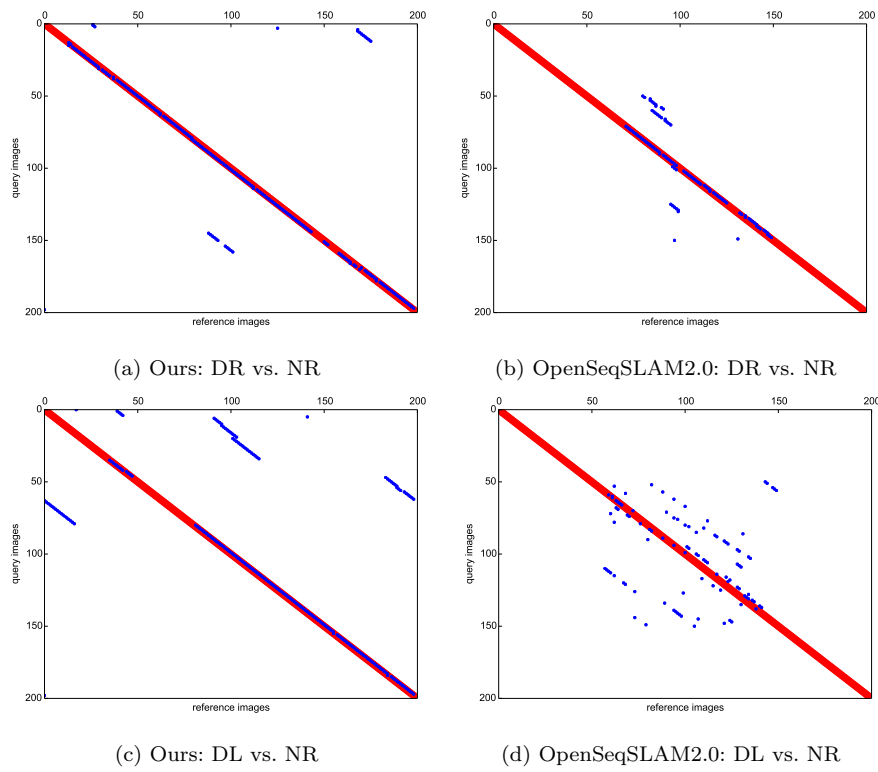 0 50 100 150 200
0
50
100
150
200
query images
reference images
(a) Ours: DR vs. NR
0 50 100 150 200
0
50
100
150
200
query images
reference images
(b) OpenSeqSLAM2.0: DR vs. NR
0 50 100 150 200
0
50
100
150
200
query images
reference images
(c) Ours: DL vs. NR
0 50 100 150 200
0
50
100
150
200
query images
reference images
(d) OpenSeqSLAM2.0: DL vs. NR